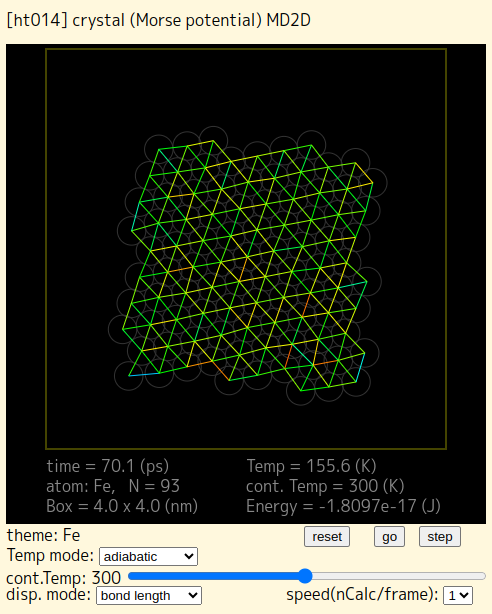 [ht014] crystal (Morse potential) MD2D
time = 70.1 (ps) Temp = 155.6 (K)
atom: Fe, N = 93 cont. Temp = 300 (K)
Box = 4.0 x 4.0 (nm) Energy = -1.8097e-17 (J)
theme: Fe reset go step
Temp mode: adiabatic
cont.Temp: 300
disp. mode: bond length speed(nCalc/frame): 1